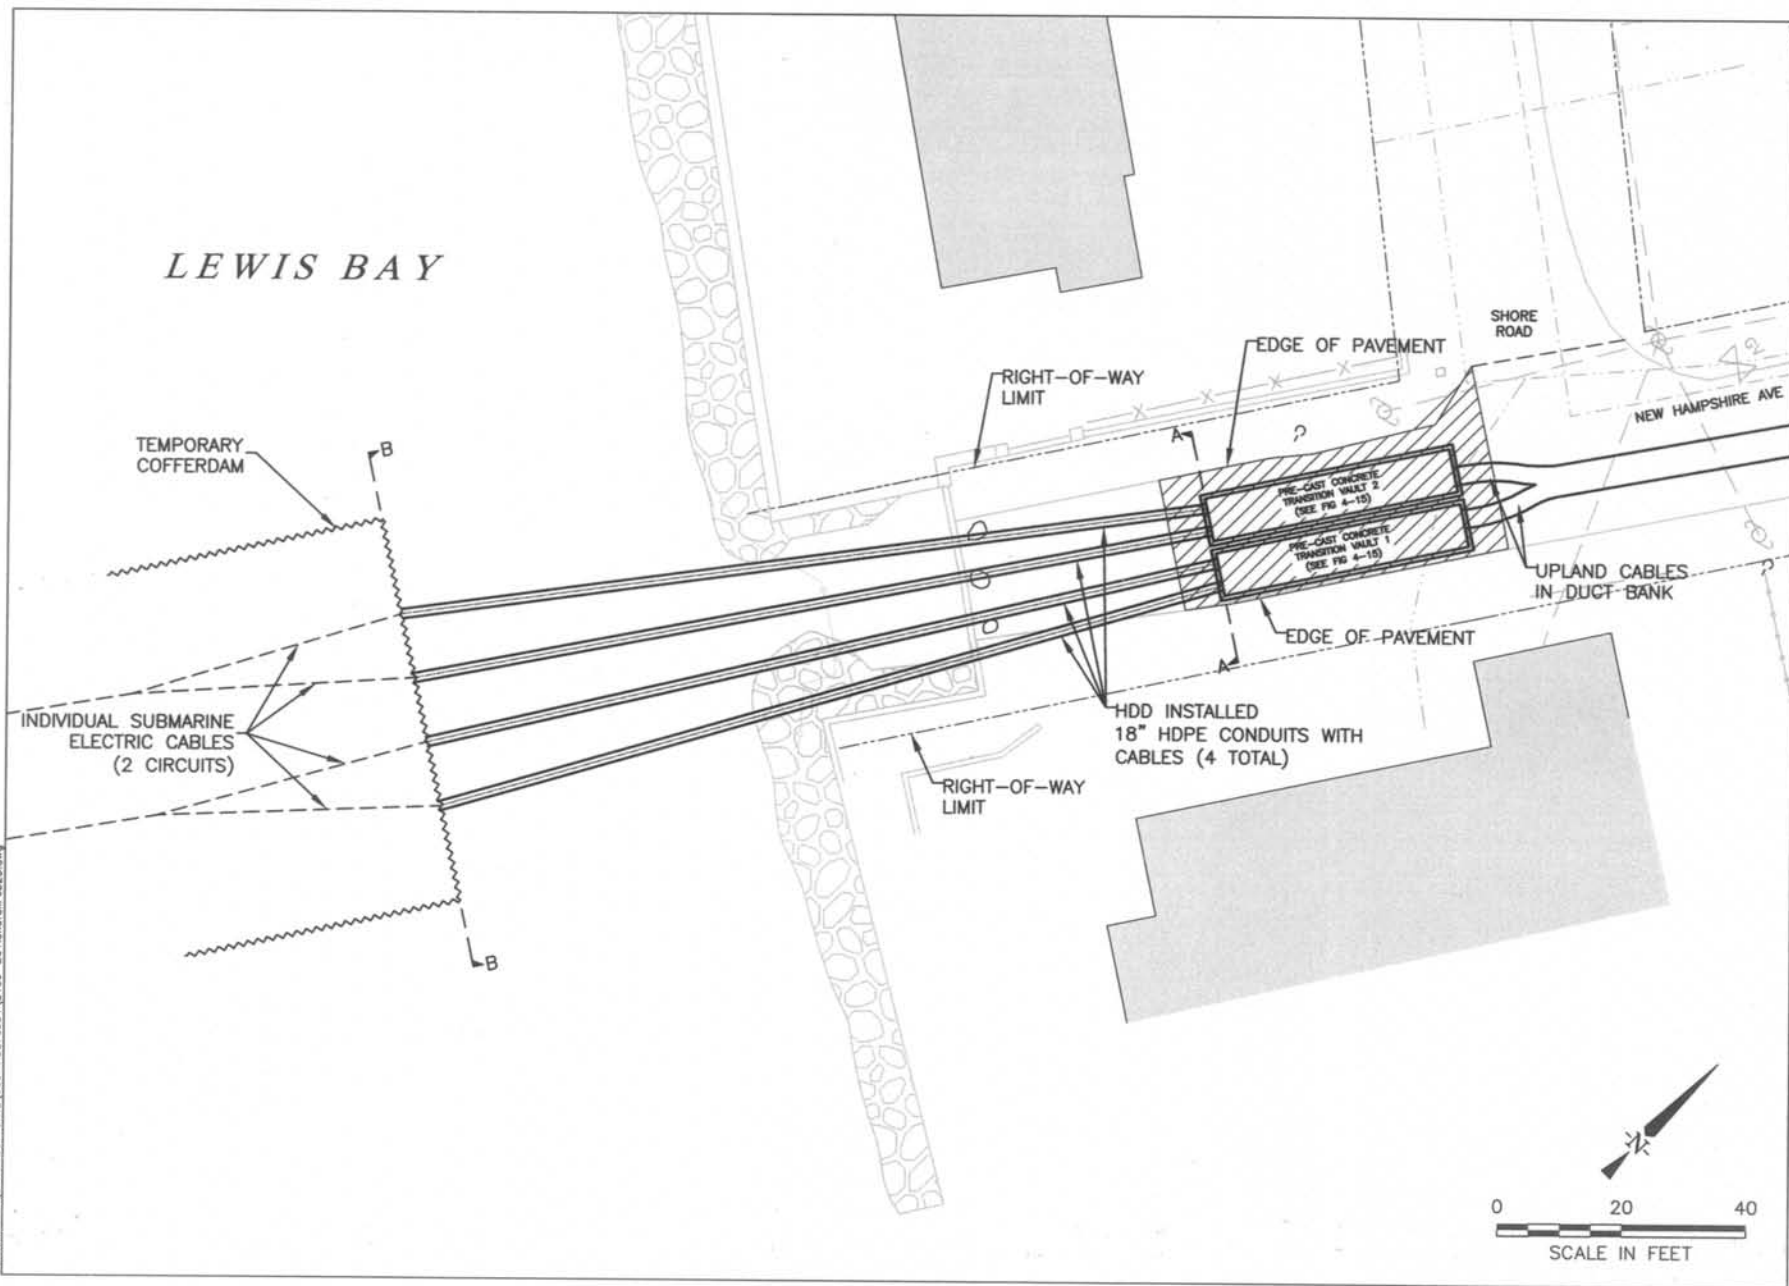 LEWIS BAY
SHORE
ROAD
EDGE OF PAVEMENT
RIGHT-OF-WAY
LIMIT
NEW HAMPSHIRE AVE.
TEMPORARY
COFFERDAM
B
A
PRE-CAST CONCRETE
TRANSITION VAULT 2
(SEE FIG 4-15)
PRE-CAST CONCRETE
TRANSITION VAULT 1
(SEE FIG 4-15)
UPLAND CABLES
IN DUCT BANK
EDGE OF PAVEMENT
A
INDIVIDUAL SUBMARINE
ELECTRIC CABLES
(2 CIRCUITS)
HDD INSTALLED
18" HDPE CONDUITS WITH
CABLES (4 TOTAL)
RIGHT-OF-WAY
LIMIT
B
N
0 20 40
SCALE IN FEET